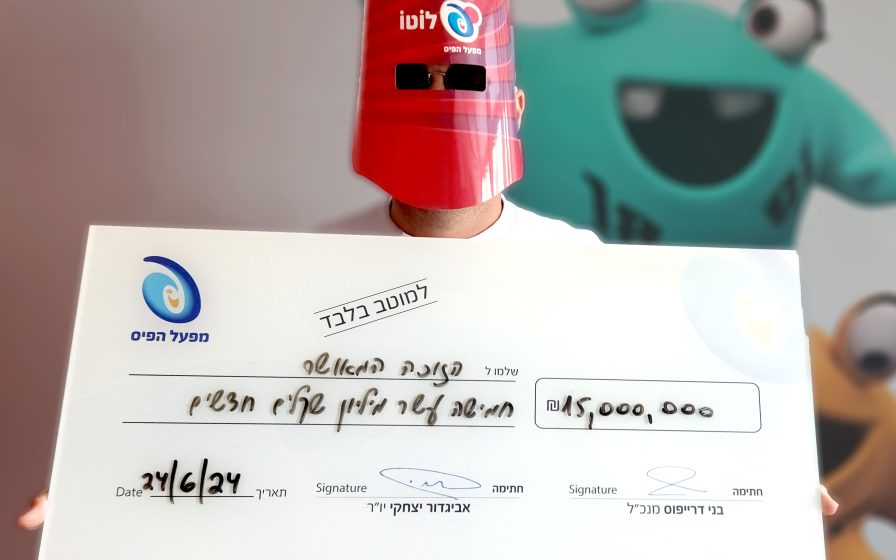 לוטו
מפעל הפיס
מפעל הפיס
למוטב בלבד
שלמו ל הזוכה המאושר
חמישה עשר מיליון שקלים חדשים
₪15,000,000
Date 24/6/24 תאריך
Signature חתימה
אביגדור יצחקי יו"ר
Signature חתימה
בני דרייפוס מנכ"ל